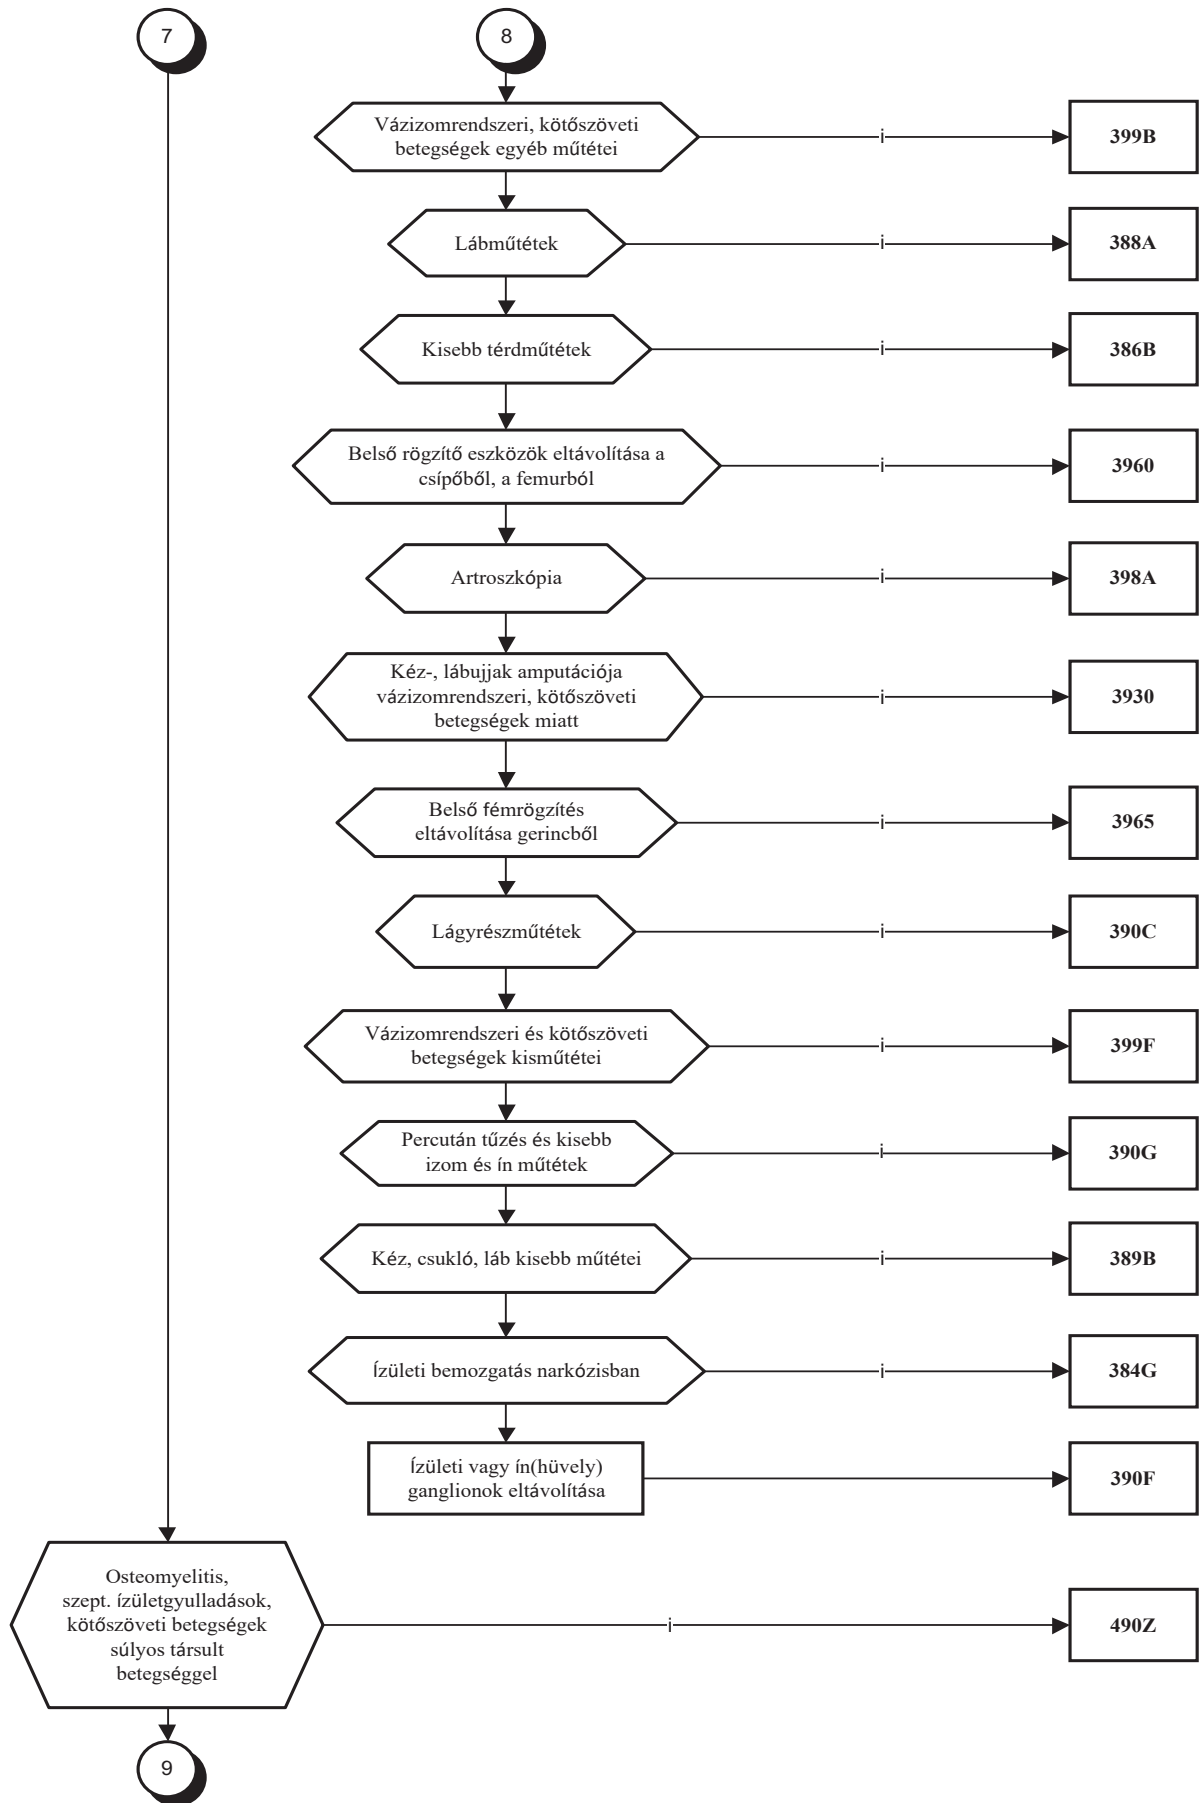 7
8
Vázizomrendszeri, kötőszöveti
betegségek egyéb műtétei
i
399B
Lábműtétek
i
388A
Kisebb térdműtétek
i
386B
Belső rögzítő eszközök eltávolítása a
csípőből, a femurból
i
3960
Artroszkópia
i
398A
Kéz-, lábujjak amputációja
vázizomrendszeri, kötőszöveti
betegségek miatt
i
3930
Belső fémrögzítés
eltávolítása gerincből
i
3965
Lágyrészműtétek
i
390C
Vázizomrendszeri és kötőszöveti
betegségek kisműtétei
i
399F
Percután tűzés és kisebb
izom és ín műtétek
i
390G
Kéz, csukló, láb kisebb műtétei
i
389B
Ízületi bemozgatás narkózisban
i
384G
Ízületi vagy ín(hüvely)
ganglionok eltávolítása
390F
Osteomyelitis,
szept. ízületgyulladások,
kötőszöveti betegségek
súlyos társult
betegséggel
i
490Z
9